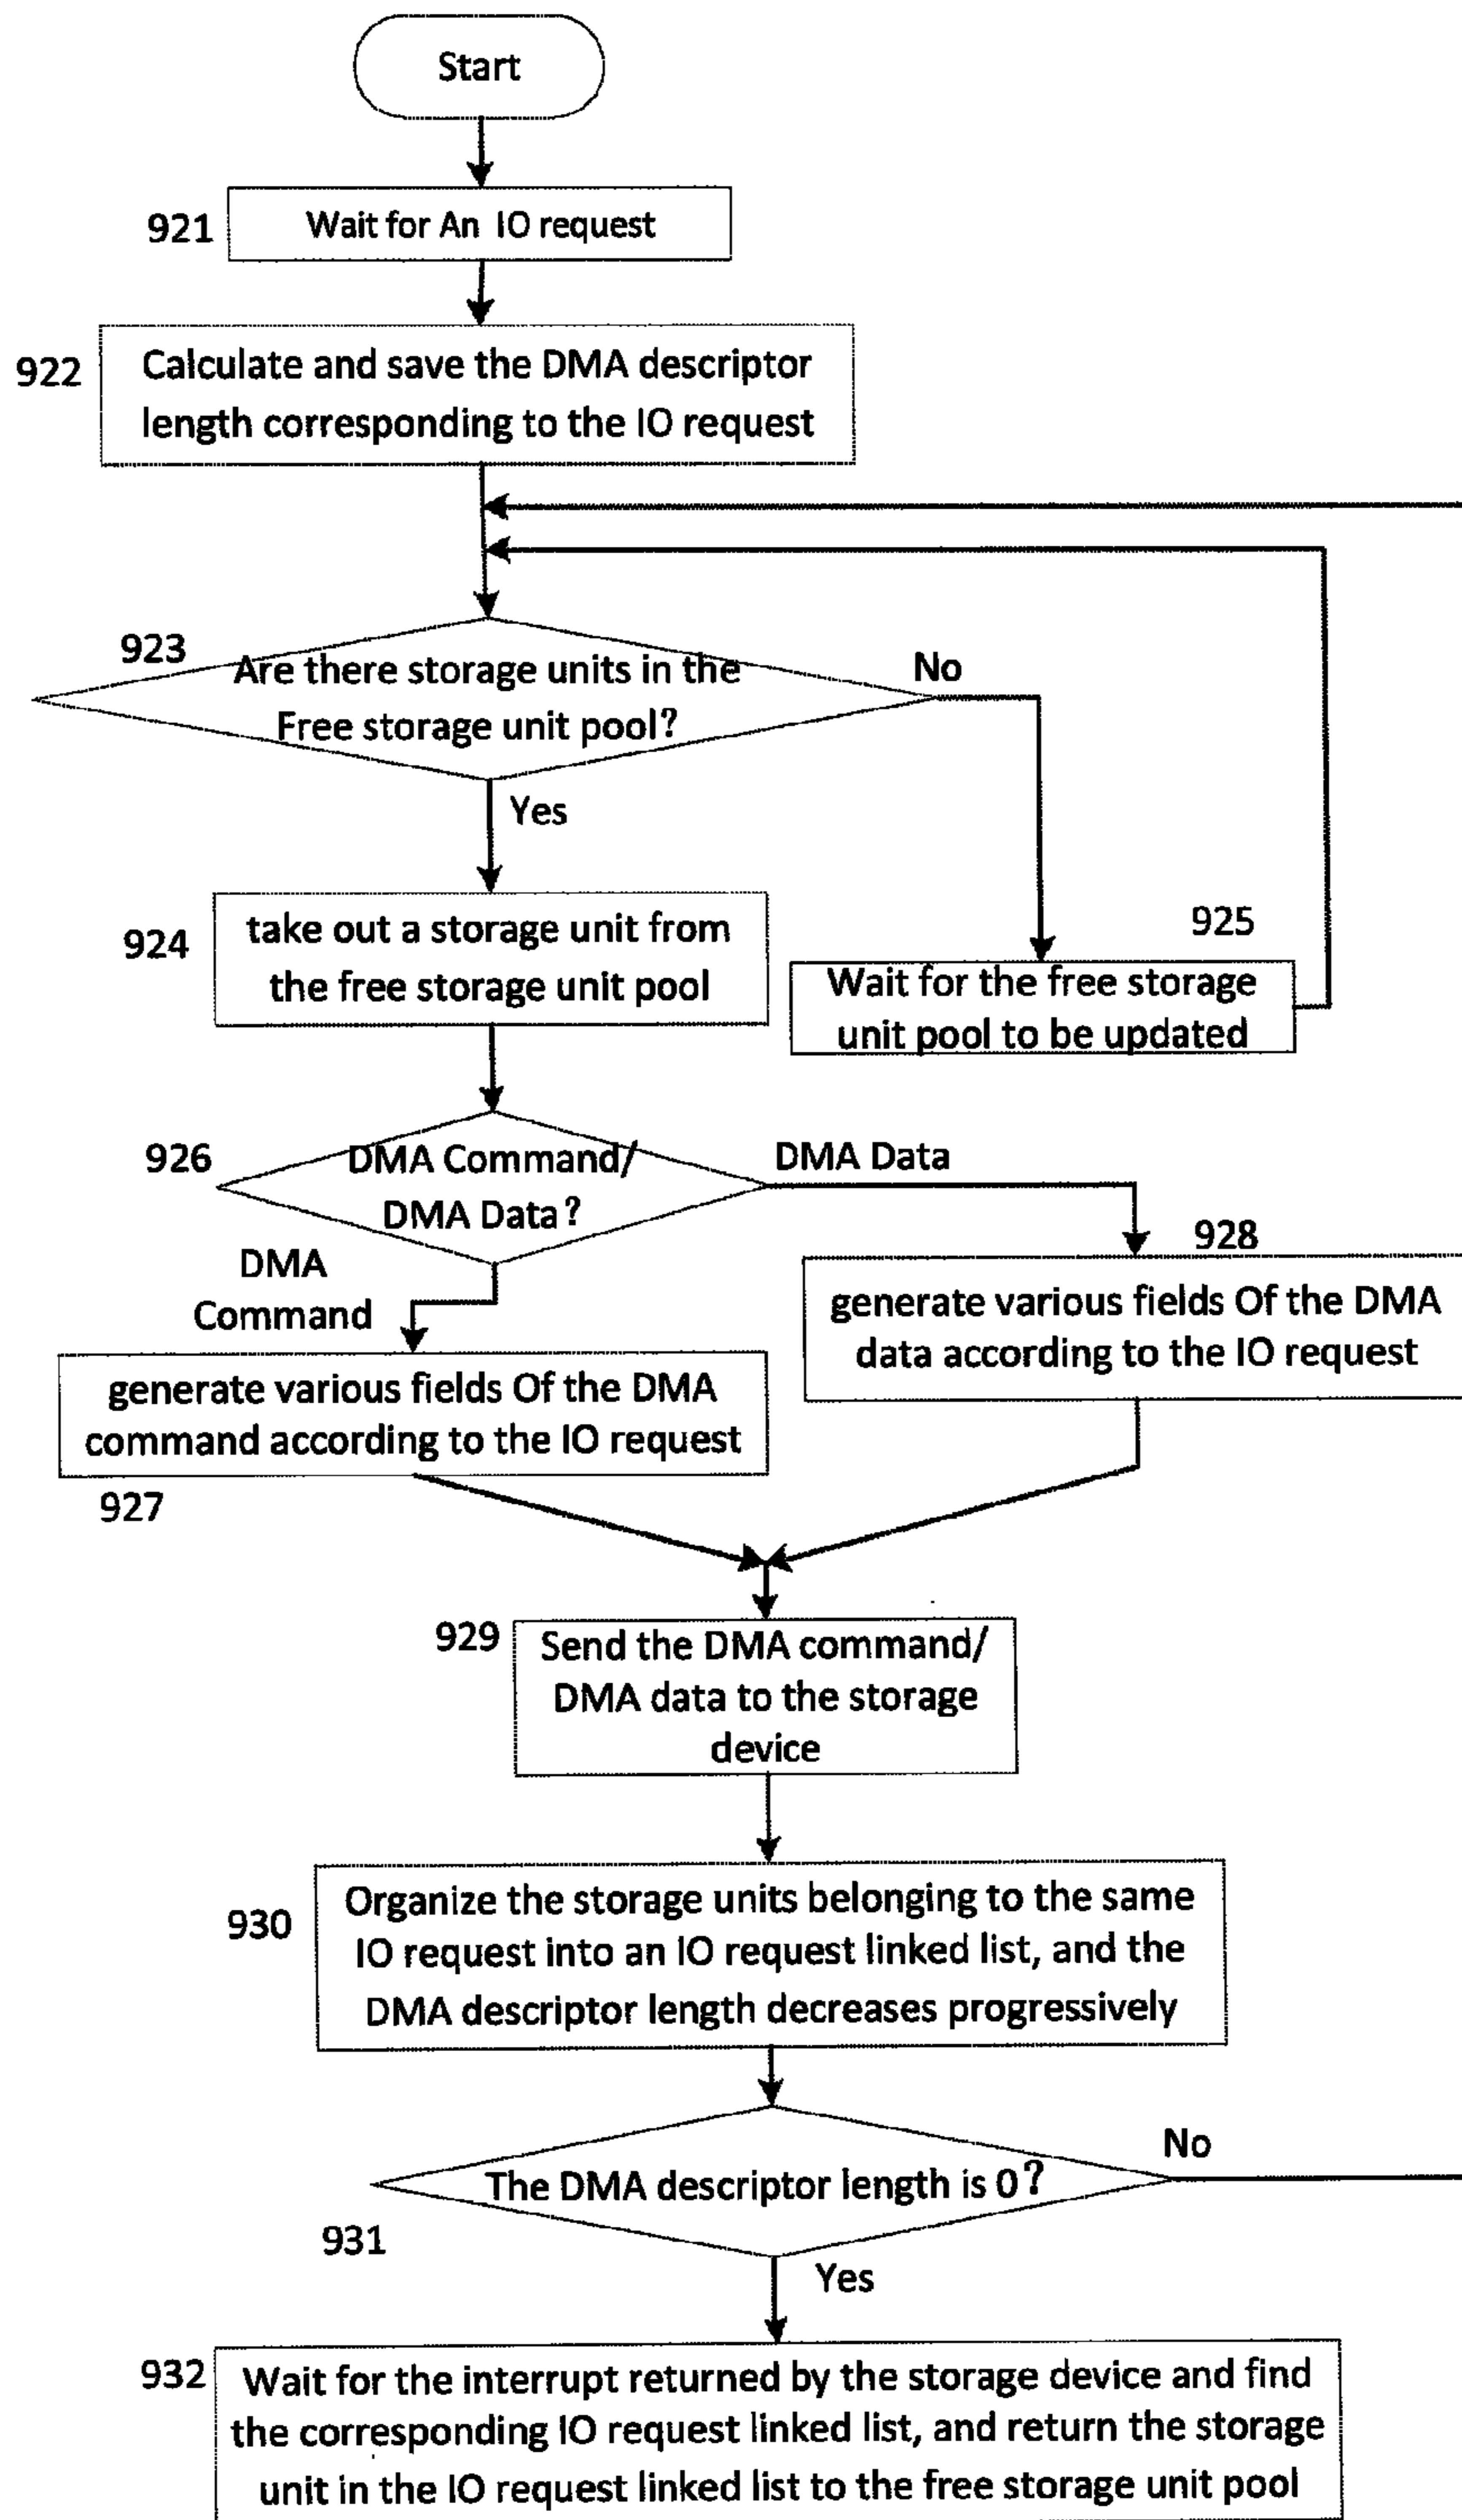 Start
921
Wait for An IO request
922
Calculate and save the DMA descriptor
length corresponding to the IO request
923
Are there storage units in the
Free storage unit pool?
No
Yes
924
take out a storage unit from
the free storage unit pool
925
Wait for the free storage
unit pool to be updated
926
DMA Command/
DMA Data?
DMA Data
DMA
Command
928
generate various fields Of the DMA
data according to the IO request
generate various fields Of the DMA
command according to the IO request
927
929
Send the DMA command/
DMA data to the storage
device
930
Organize the storage units belonging to the same
IO request into an IO request linked list, and the
DMA descriptor length decreases progressively
The DMA descriptor length is 0?
No
931
Yes
932
Wait for the interrupt returned by the storage device and find
the corresponding IO request linked list, and return the storage
unit in the IO request linked list to the free storage unit pool